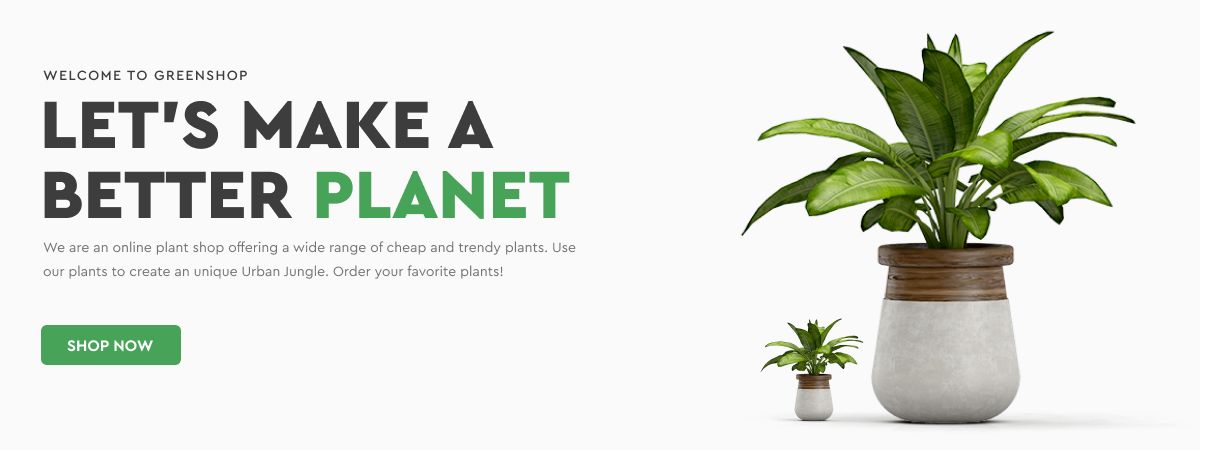 WELCOME TO GREENSHOP
LET'S MAKE A
BETTER PLANET
We are an online plant shop offering a wide range of cheap and trendy plants. Use
our plants to create an unique Urban Jungle. Order your favorite plants!
SHOP NOW